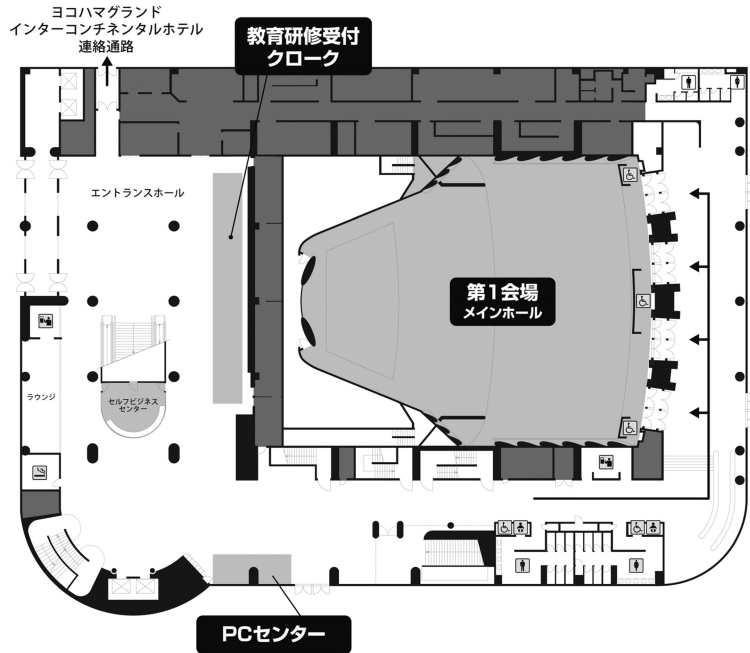 ヨコハマグランド
インターコンチネンタルホテル
連絡通路
教育研修受付
クローク
エントランスホール
第1会場
メインホール
ラウンジ
セルフビジネス
センター
PCセンター